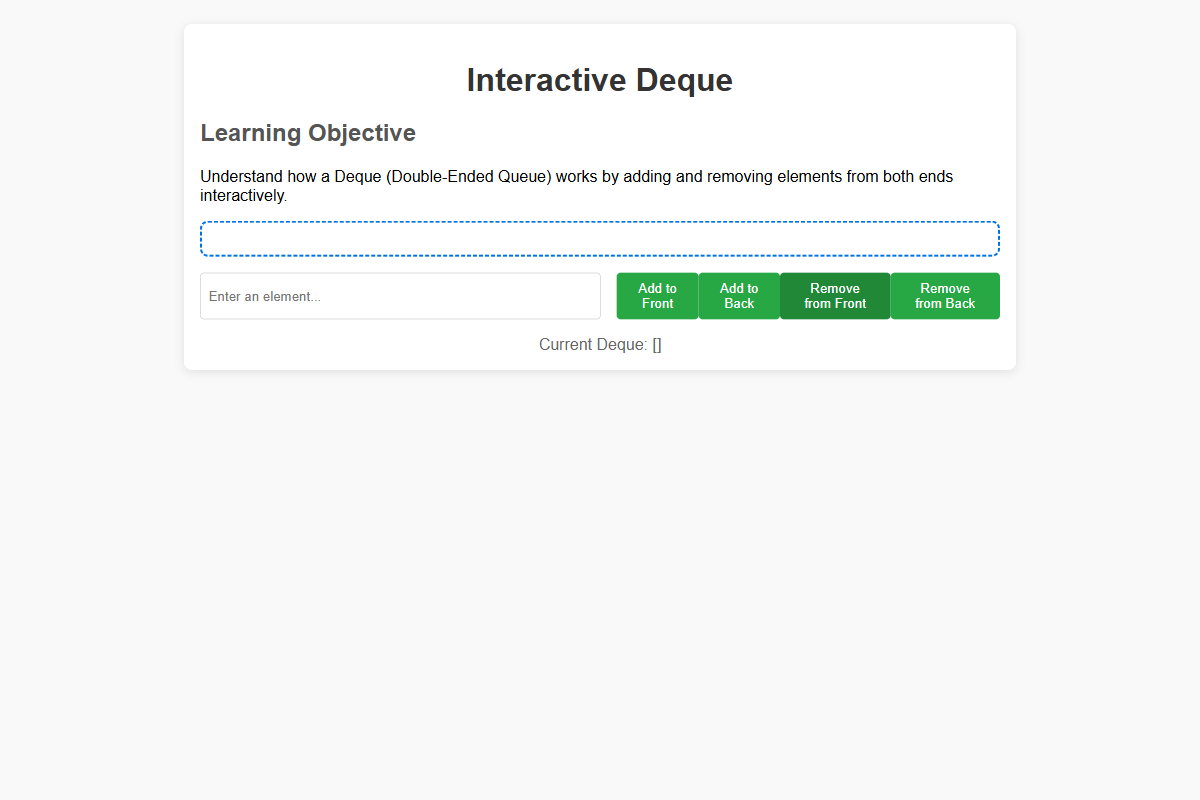 Interactive Deque
Learning Objective
Understand how a Deque (Double-Ended Queue) works by adding and removing elements from both ends
interactively.
Enter an element...
Add to
Front
Add to
Back
Remove
from Front
Remove
from Back
Current Deque: []